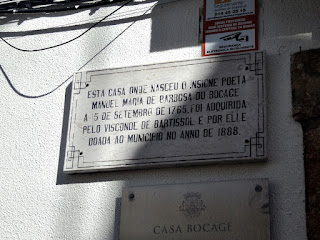 ESTA CASA ONDE NASCEU O INSIGNE POETA
MANUEL MARIA DE BARBOSA DU BOCAGE
A 15 DE SETEMBRO DE 1765, FOI ADQUIRIDA
PELO VISCONDE DE BARTISSOL E POR ELLE
DOADA AO MUNICIPIO NO ANNO DE 1888.
CASA BOCAGE